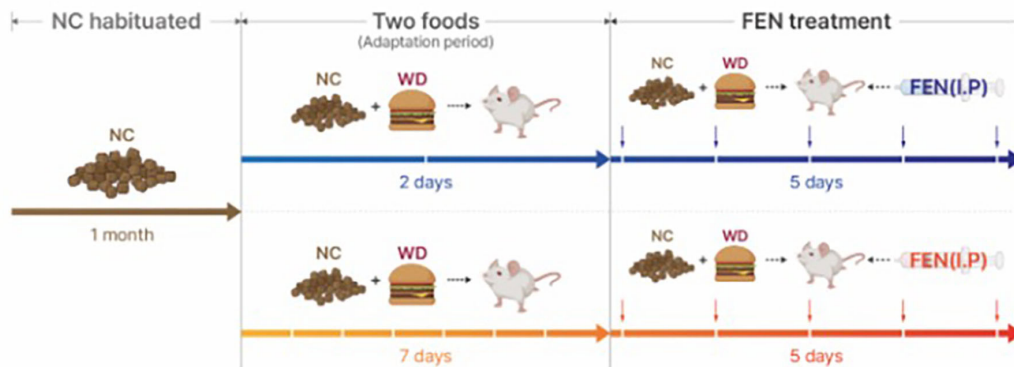 NC habituated
Two foods
(Adaptation period)
FEN treatment
NC
1 month
NC
+
WD
2 days
NC
+
WD
FEN(I.P)
5 days
NC
+
WD
7 days
NC
+
WD
FEN(I.P)
5 days